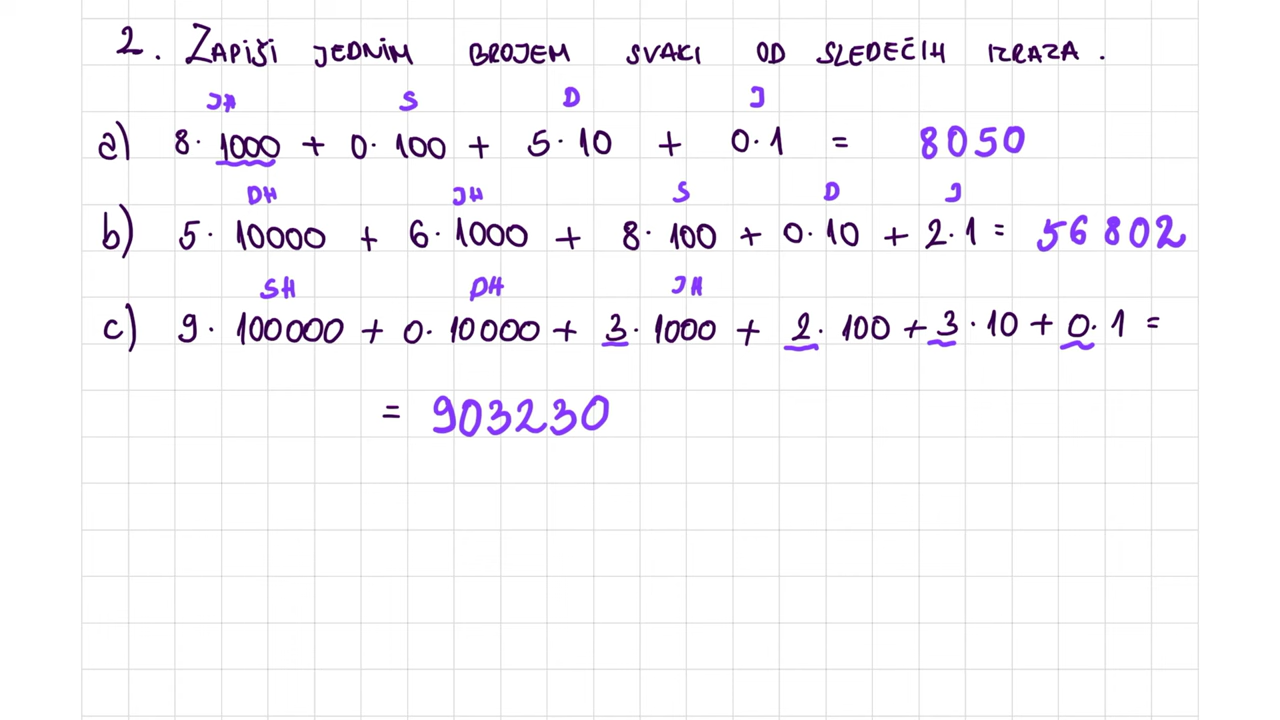 2. ZAPIŠI JEDNIM BROJEM SVAKI OD SLEDEĆIH IZRAZA.
JH S D J
a) 8·1000 + 0·100 + 5·10 + 0·1 = 8050
DH JH S D J
b) 5·10000 + 6·1000 + 8·100 + 0·10 + 2·1 = 56802
SH DH JH
c) 9·100000 + 0·10000 + 3·1000 + 2·100 + 3·10 + 0·1 =
= 903230